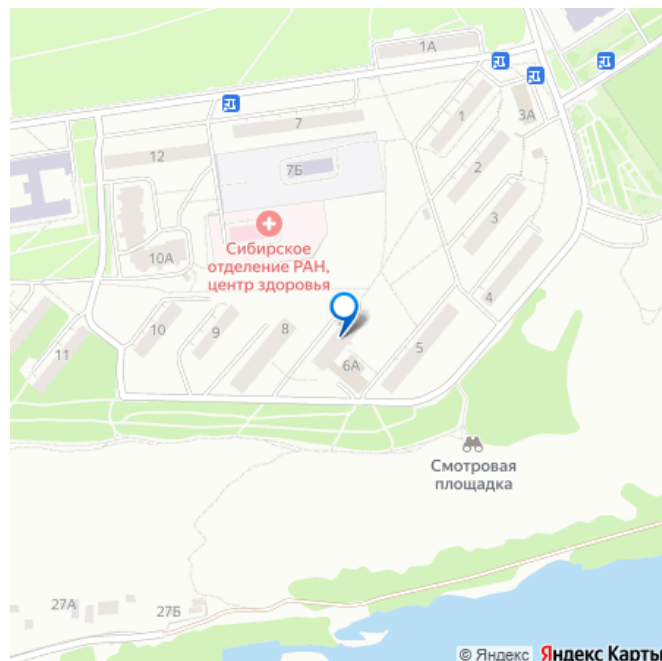 1А
7
1
3А
12
7Б
2
3
10А
Сибирское
отделение РАН,
центр здоровья
4
10
9
8
5
11
6А
Смотровая
площадка
27А
27Б
© Яндекс Яндекс Карты